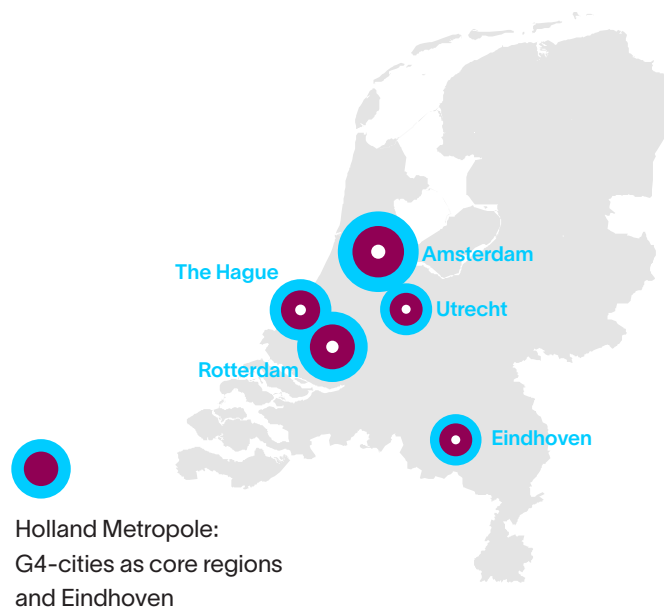 Amsterdam
The Hague
Utrecht
Rotterdam
Eindhoven
Holland Metropole:
G4-cities as core regions
and Eindhoven